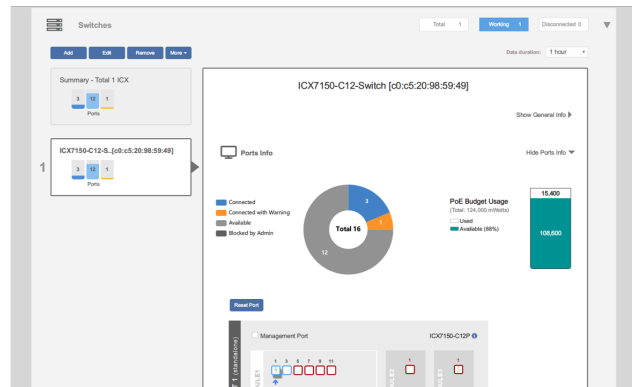 Switches
Total 1
Working 1
Disconnected 0
Add
Edit
Remove
More
Data duration: 1 hour
Summary - Total 1 ICX
3 12 1
Ports
ICX7150-C12-S..[c0:c5:20:98:59:49]
1
3 12 1
Ports
ICX7150-C12-Switch [c0:c5:20:98:59:49]
Show General Info
Ports Info
Hide Ports Info
Connected
Connected with Warning
Available
Blocked by Admin
3
1
Total 16
12
PoE Budget Usage
(Total: 124,000 mWatts)
Used
Available (88%)
15,400
108,600
Reset Port
Management Port
ICX7150-C12P
1 (standalone)
1 3 5 7 9 11
1
1